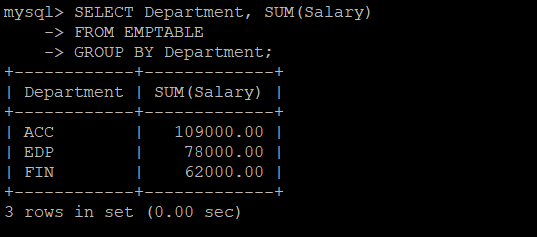 mysql> SELECT Department, SUM(Salary)
    -> FROM EMPTABLE
    -> GROUP BY Department;
+------------+-------------+
| Department | SUM(Salary) |
+------------+-------------+
| ACC        |   109000.00 |
| EDP        |    78000.00 |
| FIN        |    62000.00 |
+------------+-------------+
3 rows in set (0.00 sec)